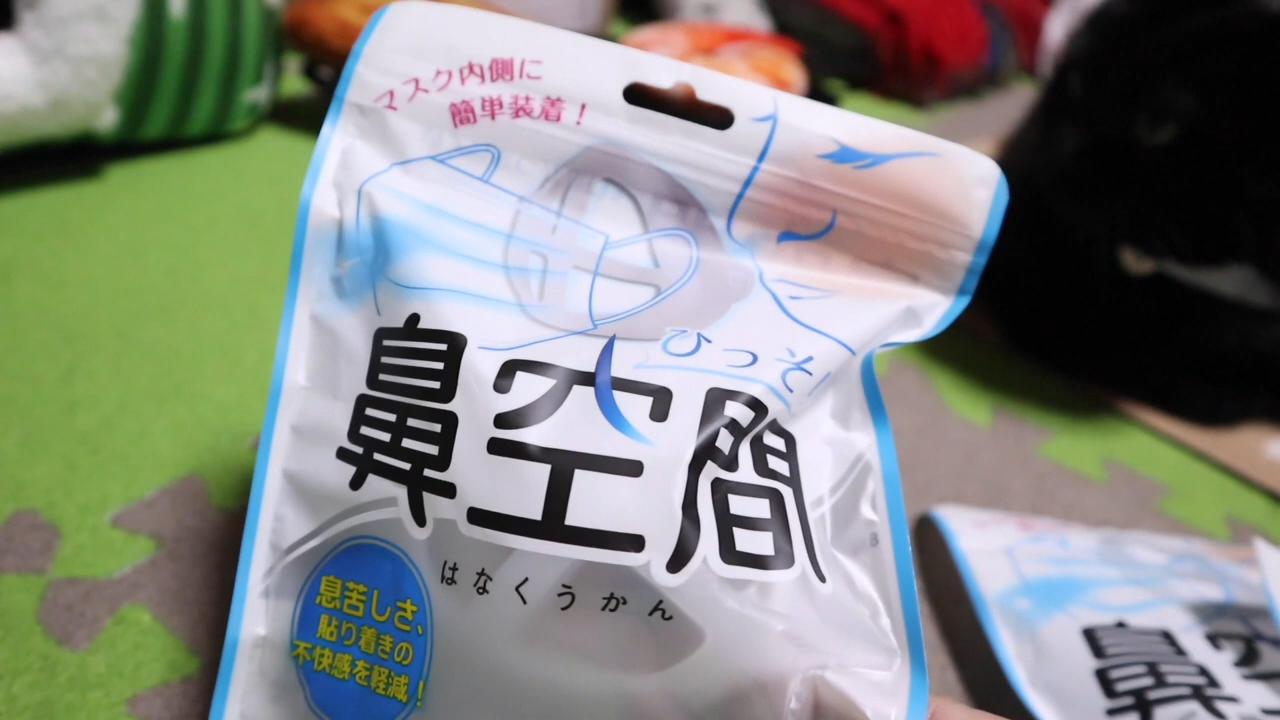 マスク内側に
簡単装着！
ひっそり
鼻空間
はなくうかん
息苦しさ、
貼り着きの
不快感を軽減！
鼻空